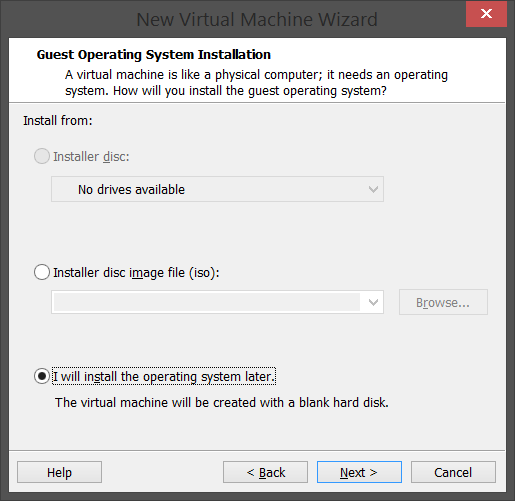 New Virtual Machine Wizard
Guest Operating System Installation
A virtual machine is like a physical computer; it needs an operating
system. How will you install the guest operating system?
Install from:
Installer disc:
No drives available
Installer disc image file (iso):
Browse...
I will install the operating system later.
The virtual machine will be created with a blank hard disk.
Help
< Back
Next >
Cancel